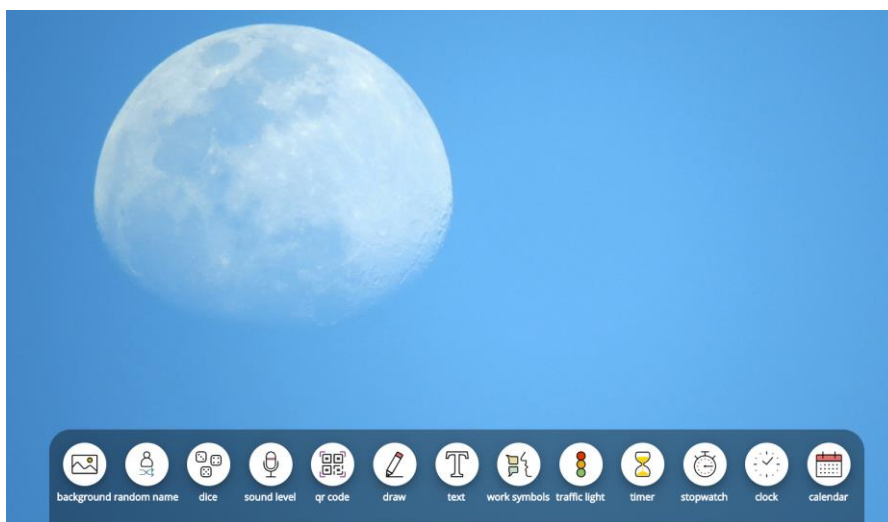 background random name dice sound level qr code draw text work symbols traffic light timer stopwatch clock calendar